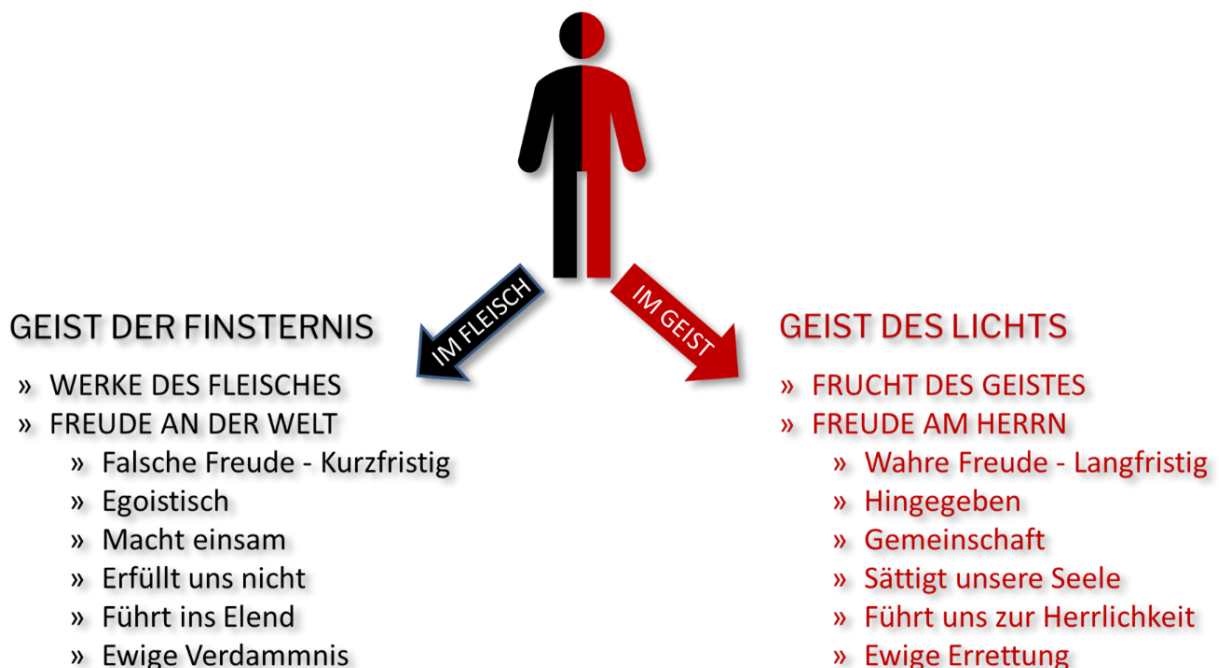 IM FLEISCH
IM GEIST
GEIST DER FINSTERNIS
» WERKE DES FLEISCHES
» FREUDE AN DER WELT
» Falsche Freude - Kurzfristig
» Egoistisch
» Macht einsam
» Erfüllt uns nicht
» Führt ins Elend
» Ewige Verdammnis
GEIST DES LICHTS
» FRUCHT DES GEISTES
» FREUDE AM HERRN
» Wahre Freude - Langfristig
» Hingegeben
» Gemeinschaft
» Sättigt unsere Seele
» Führt uns zur Herrlichkeit
» Ewige Errettung